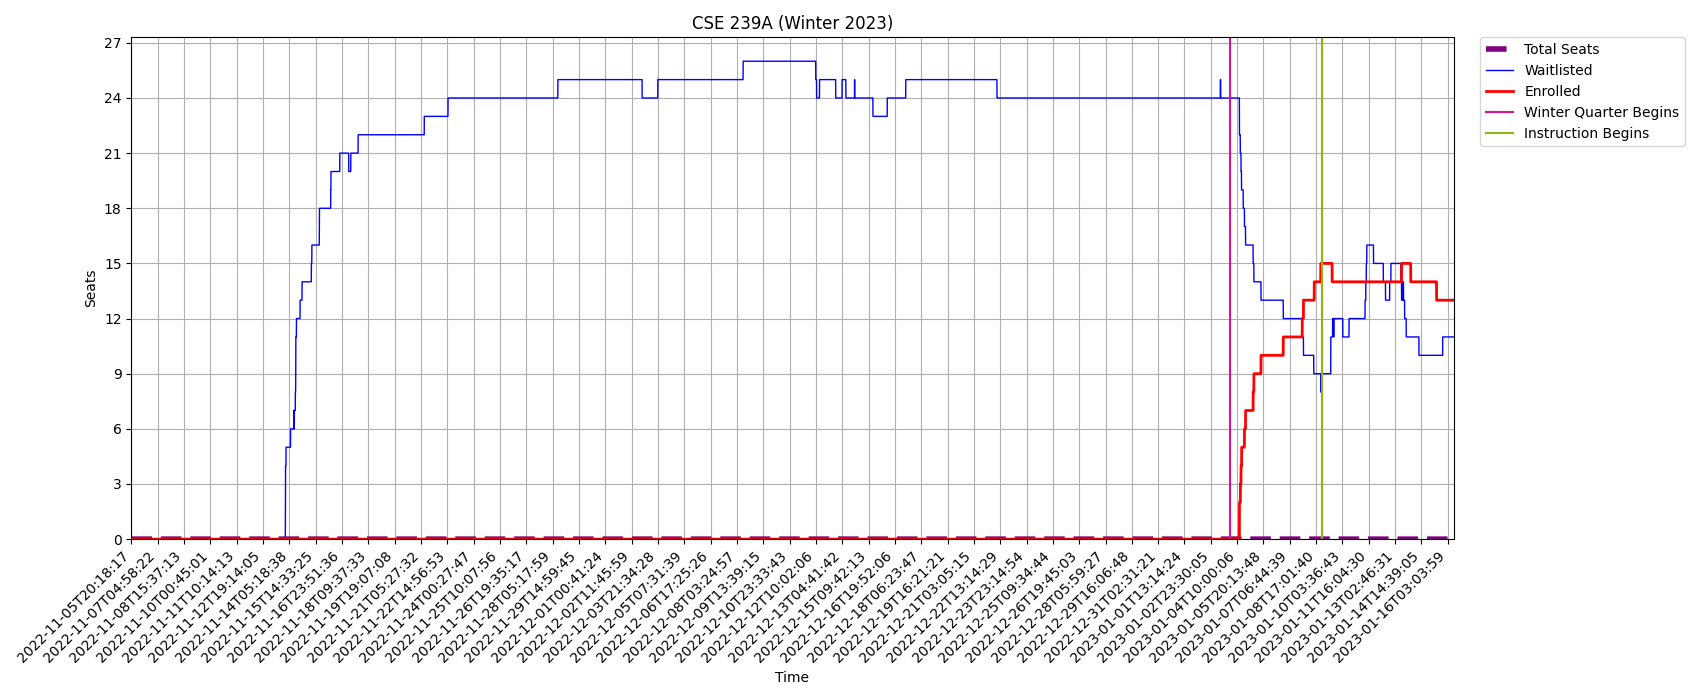 CSE 239A (Winter 2023)
Total Seats
Waitlisted
Enrolled
Winter Quarter Begins
Instruction Begins
Seats
27
24
21
18
15
12
9
6
3
0
2022-11-05T20:18:17
2022-11-07T04:58:22
2022-11-08T15:37:13
2022-11-10T00:45:01
2022-11-11T10:14:13
2022-11-12T19:14:05
2022-11-14T05:18:38
2022-11-15T14:33:25
2022-11-16T23:51:36
2022-11-18T09:37:33
2022-11-19T19:07:08
2022-11-21T05:27:32
2022-11-22T14:56:53
2022-11-24T00:27:47
2022-11-25T10:07:56
2022-11-26T19:35:17
2022-11-28T05:17:59
2022-11-29T14:59:45
2022-12-01T00:41:24
2022-12-02T11:45:59
2022-12-03T21:34:28
2022-12-05T07:31:39
2022-12-06T17:25:26
2022-12-08T03:24:57
2022-12-09T13:39:15
2022-12-10T23:33:43
2022-12-12T10:02:06
2022-12-13T04:41:42
2022-12-15T09:42:13
2022-12-16T19:52:06
2022-12-18T06:23:47
2022-12-19T16:21:21
2022-12-21T03:05:15
2022-12-22T13:14:29
2022-12-23T23:14:54
2022-12-25T09:34:44
2022-12-26T19:45:03
2022-12-28T05:59:27
2022-12-29T16:06:48
2022-12-31T02:31:21
2023-01-01T13:14:24
2023-01-02T23:30:05
2023-01-04T10:00:06
2023-01-05T20:13:48
2023-01-07T06:44:39
2023-01-08T17:01:40
2023-01-10T03:36:43
2023-01-11T16:04:30
2023-01-13T02:46:31
2023-01-14T14:39:05
2023-01-16T03:03:59
Time